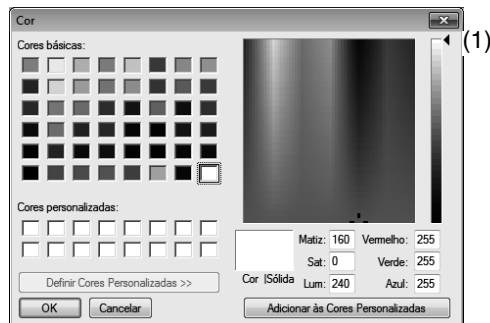 Cor
(1)
Cores básicas:
Cores personalizadas:
Definir Cores Personalizadas >>
OK Cancelar
Cor |Sólida
Matiz: 160 Vermelho: 255
Sat: 0 Verde: 255
Lum: 240 Azul: 255
Adicionar às Cores Personalizadas